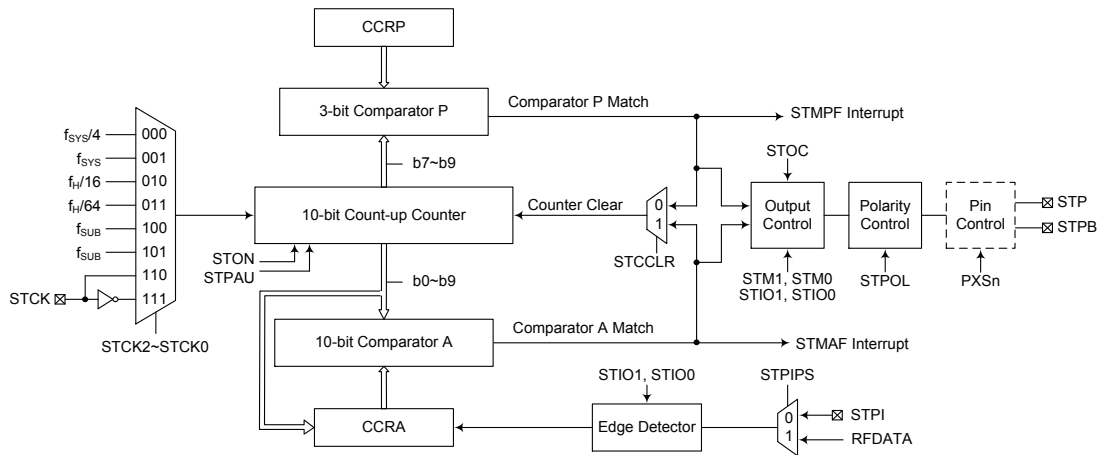 CCRP
3-bit Comparator P
Comparator P Match
STMPF Interrupt
b7~b9
fSYS/4
fSYS
fH/16
fH/64
fSUB
fSUB
000
001
010
011
100
101
110
111
STCK
STCK2~STCK0
10-bit Count-up Counter
STON
STPAU
b0~b9
Counter Clear
0
1
STCCLR
STOC
Output
Control
STM1, STM0
STIO1, STIO0
Polarity
Control
STPOL
Pin
Control
PXSn
STP
STPB
10-bit Comparator A
Comparator A Match
STMAF Interrupt
CCRA
STIO1, STIO0
Edge Detector
STPIPS
0
1
STPI
RFDATA